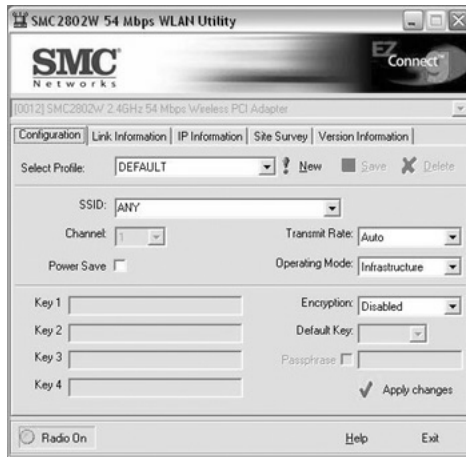 SMC2802W 54 Mbps WLAN Utility
SMC
Networks
EZ Connect g
[0012] SMC2802W 2.4GHz 54 Mbps Wireless PCI Adapter
Configuration Link Information IP Information Site Survey Version Information
Select Profile: DEFAULT New Save Delete
SSID: ANY
Channel: 1 Transmit Rate: Auto
Power Save Operating Mode: Infrastructure
Key 1 Encryption: Disabled
Key 2 Default Key:
Key 3 Passphrase
Key 4 Apply changes
Radio On Help Exit